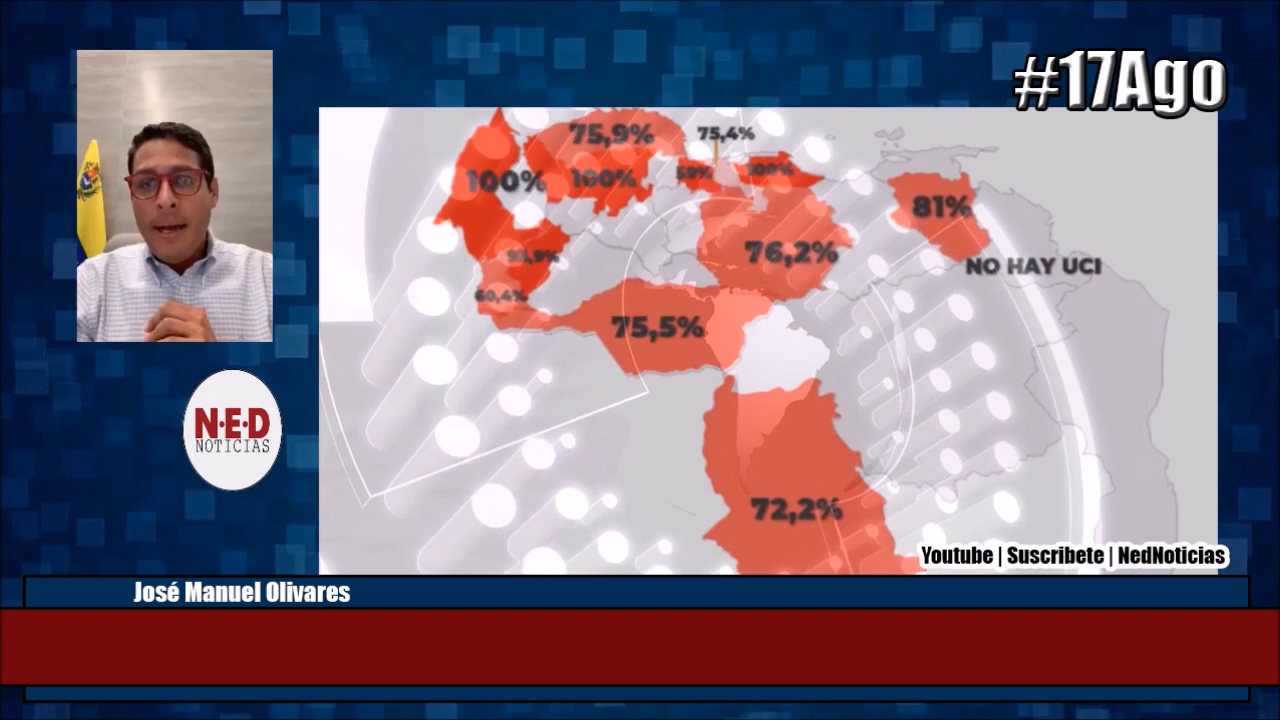 #17Ago
75,9%
75,4%
100%
100%
100%
81%
76,2%
NO HAY UCI
60,4%
75,5%
N·E·D
NOTICIAS
72,2%
Youtube | Suscribete | NedNoticias
José Manuel Olivares